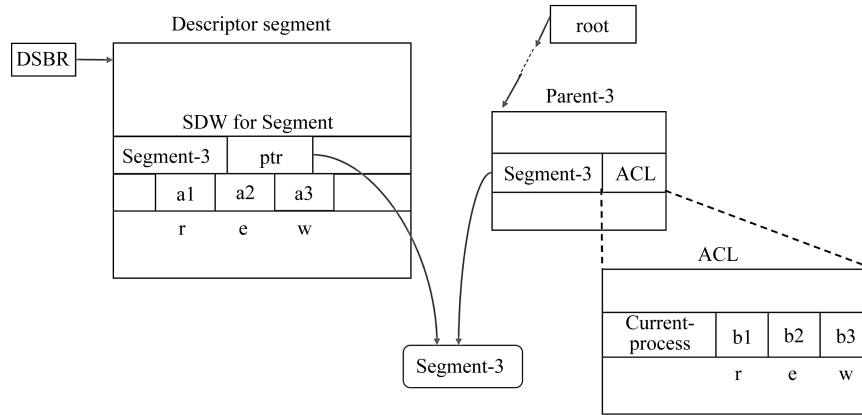 Descriptor segment
root
DSBR
Parent-3
SDW for Segment
Segment-3 ptr
Segment-3 ACL
a1 a2 a3
r e w
ACL
Current-
process
b1 b2 b3
r e w
Segment-3